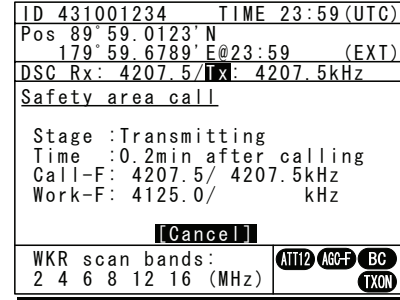 ID 431001234 TIME 23:59(UTC)
Pos 89°59.0123'N
179°59.6789'E@23:59 (EXT)
DSC Rx: 4207.5/Tx: 4207.5kHz
Safety area call
Stage :Transmitting
Time :0.2min after calling
Call-F: 4207.5/ 4207.5kHz
Work-F: 4125.0/ kHz
[Cancel]
WKR scan bands:
2 4 6 8 12 16 (MHz)
ATT12 AGC-F BC
TXON